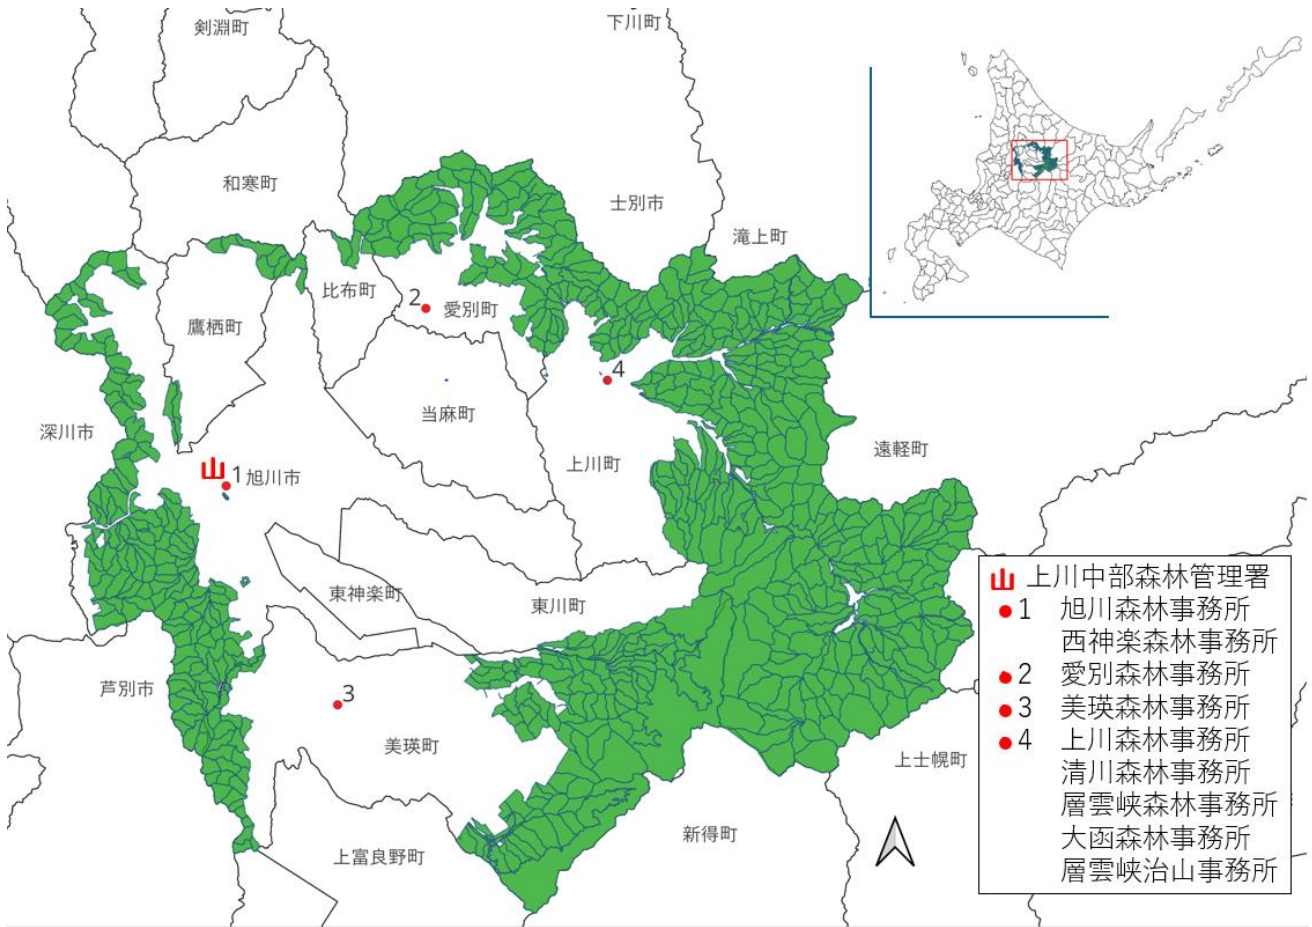 剣淵町
下川町
和寒町
士別市
滝上町
比布町
2
愛別町
鷹栖町
4
当麻町
深川市
上川町
遠軽町
山 1 旭川市
東神楽町
東川町
芦別市
3
美瑛町
上士幌町
新得町
上富良野町
山 上川中部森林管理署
1 旭川森林事務所
西神楽森林事務所
2 愛別森林事務所
3 美瑛森林事務所
4 上川森林事務所
清川森林事務所
層雲峡森林事務所
大函森林事務所
層雲峡治山事務所